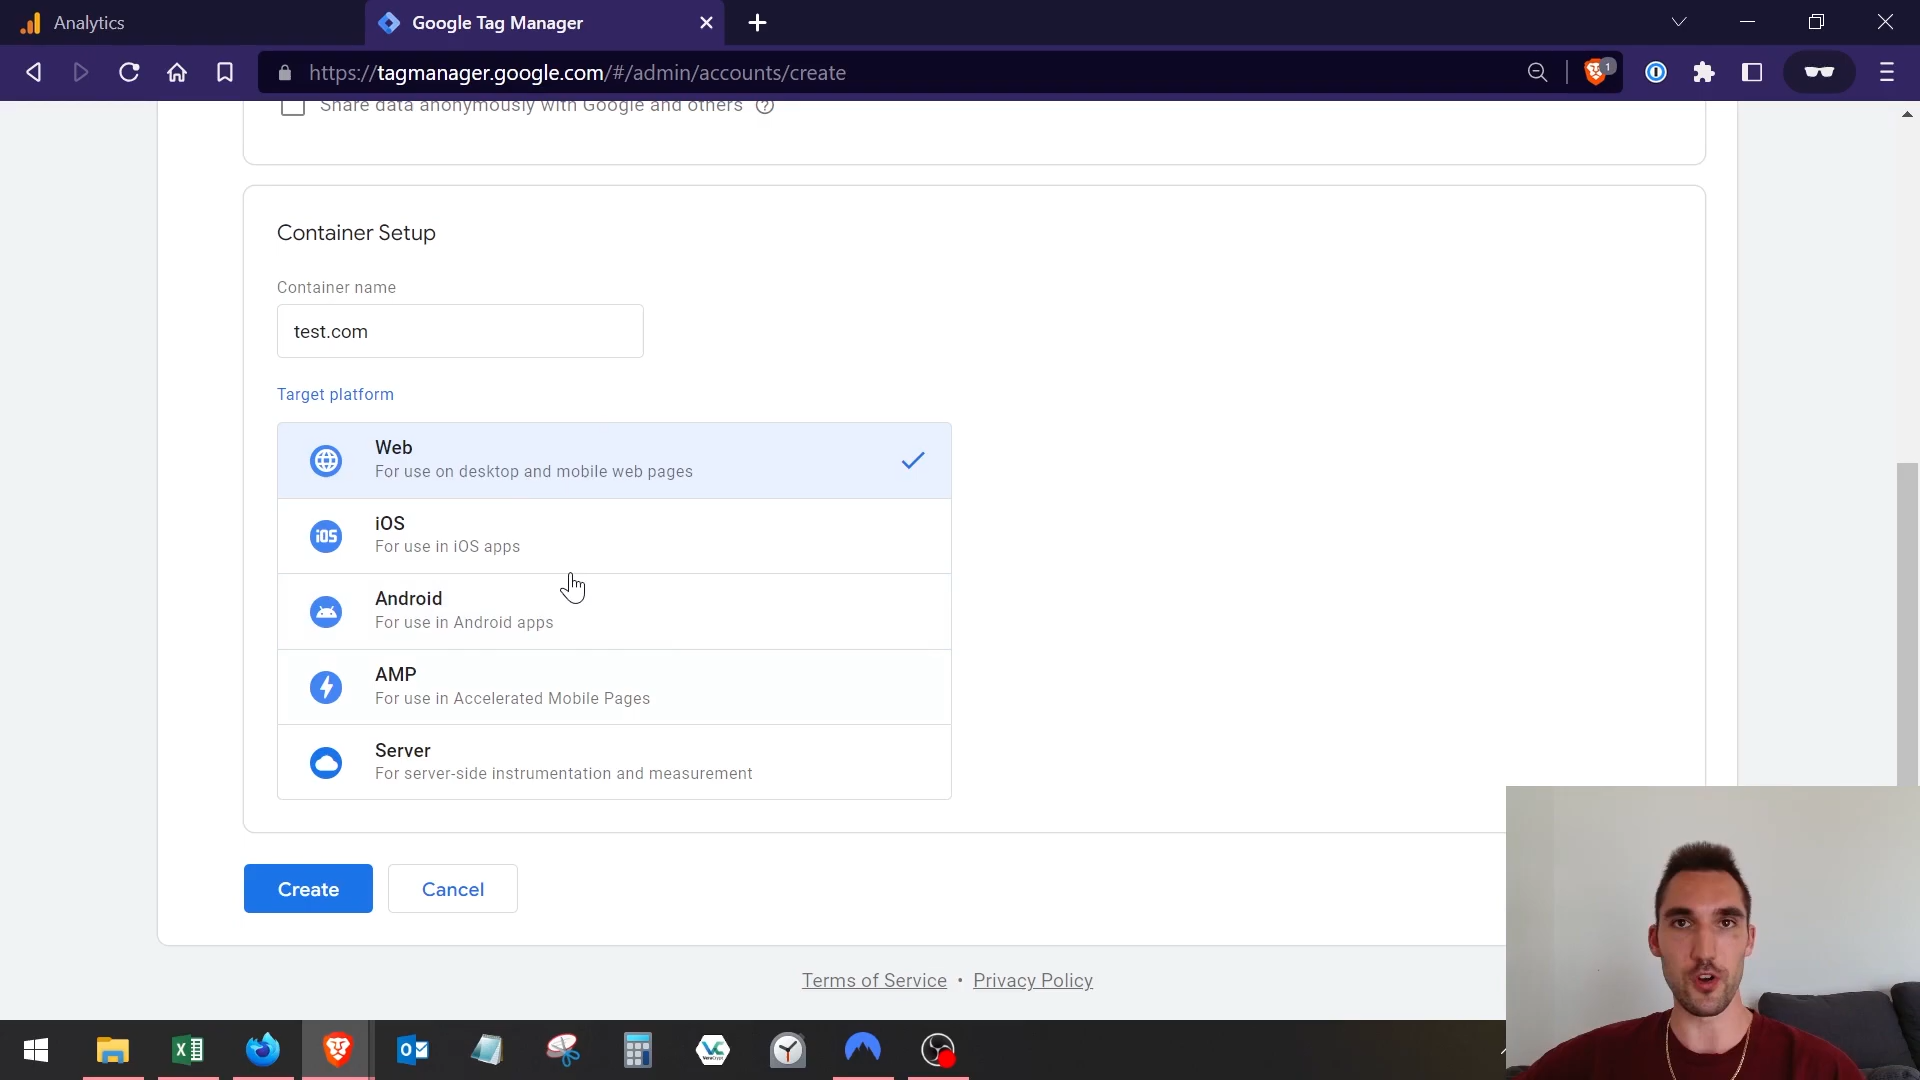 Analytics
Google Tag Manager
https://tagmanager.google.com/#/admin/accounts/create
1
Share data anonymously with Google and others
Container Setup
Container name
test.com
Target platform
Web
For use on desktop and mobile web pages
iOS
iOS
For use in iOS apps
Android
For use in Android apps
AMP
For use in Accelerated Mobile Pages
Server
For server-side instrumentation and measurement
Create
Cancel
Terms of Service • Privacy Policy